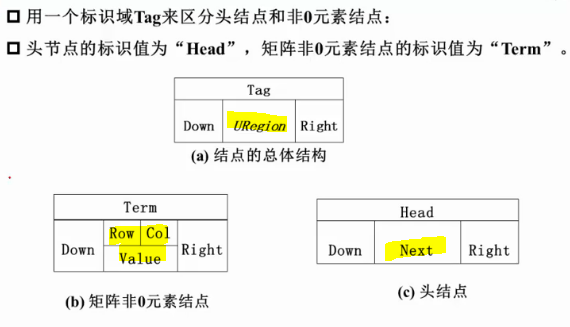 用一个标识域Tag来区分头结点和非0元素结点：
头节点的标识值为“Head”，矩阵非0元素结点的标识值为“Term”。
Tag
Down URegion Right
(a) 结点的总体结构
Term
Row Col
Down Right
Value
(b) 矩阵非0元素结点
Head
Down Next Right
(c) 头结点